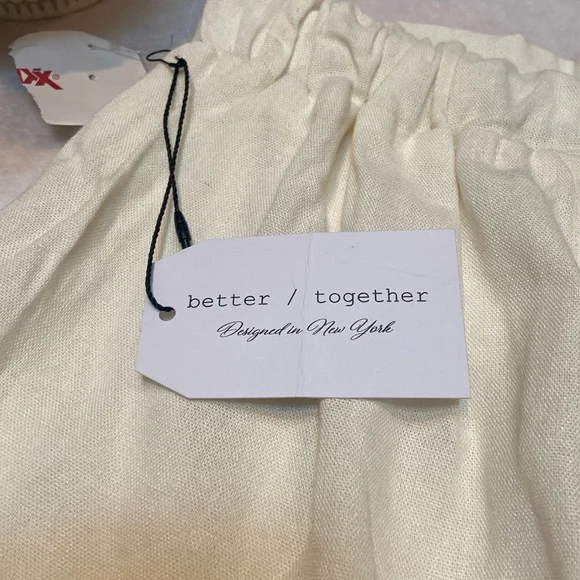 better / together
Designed in New York